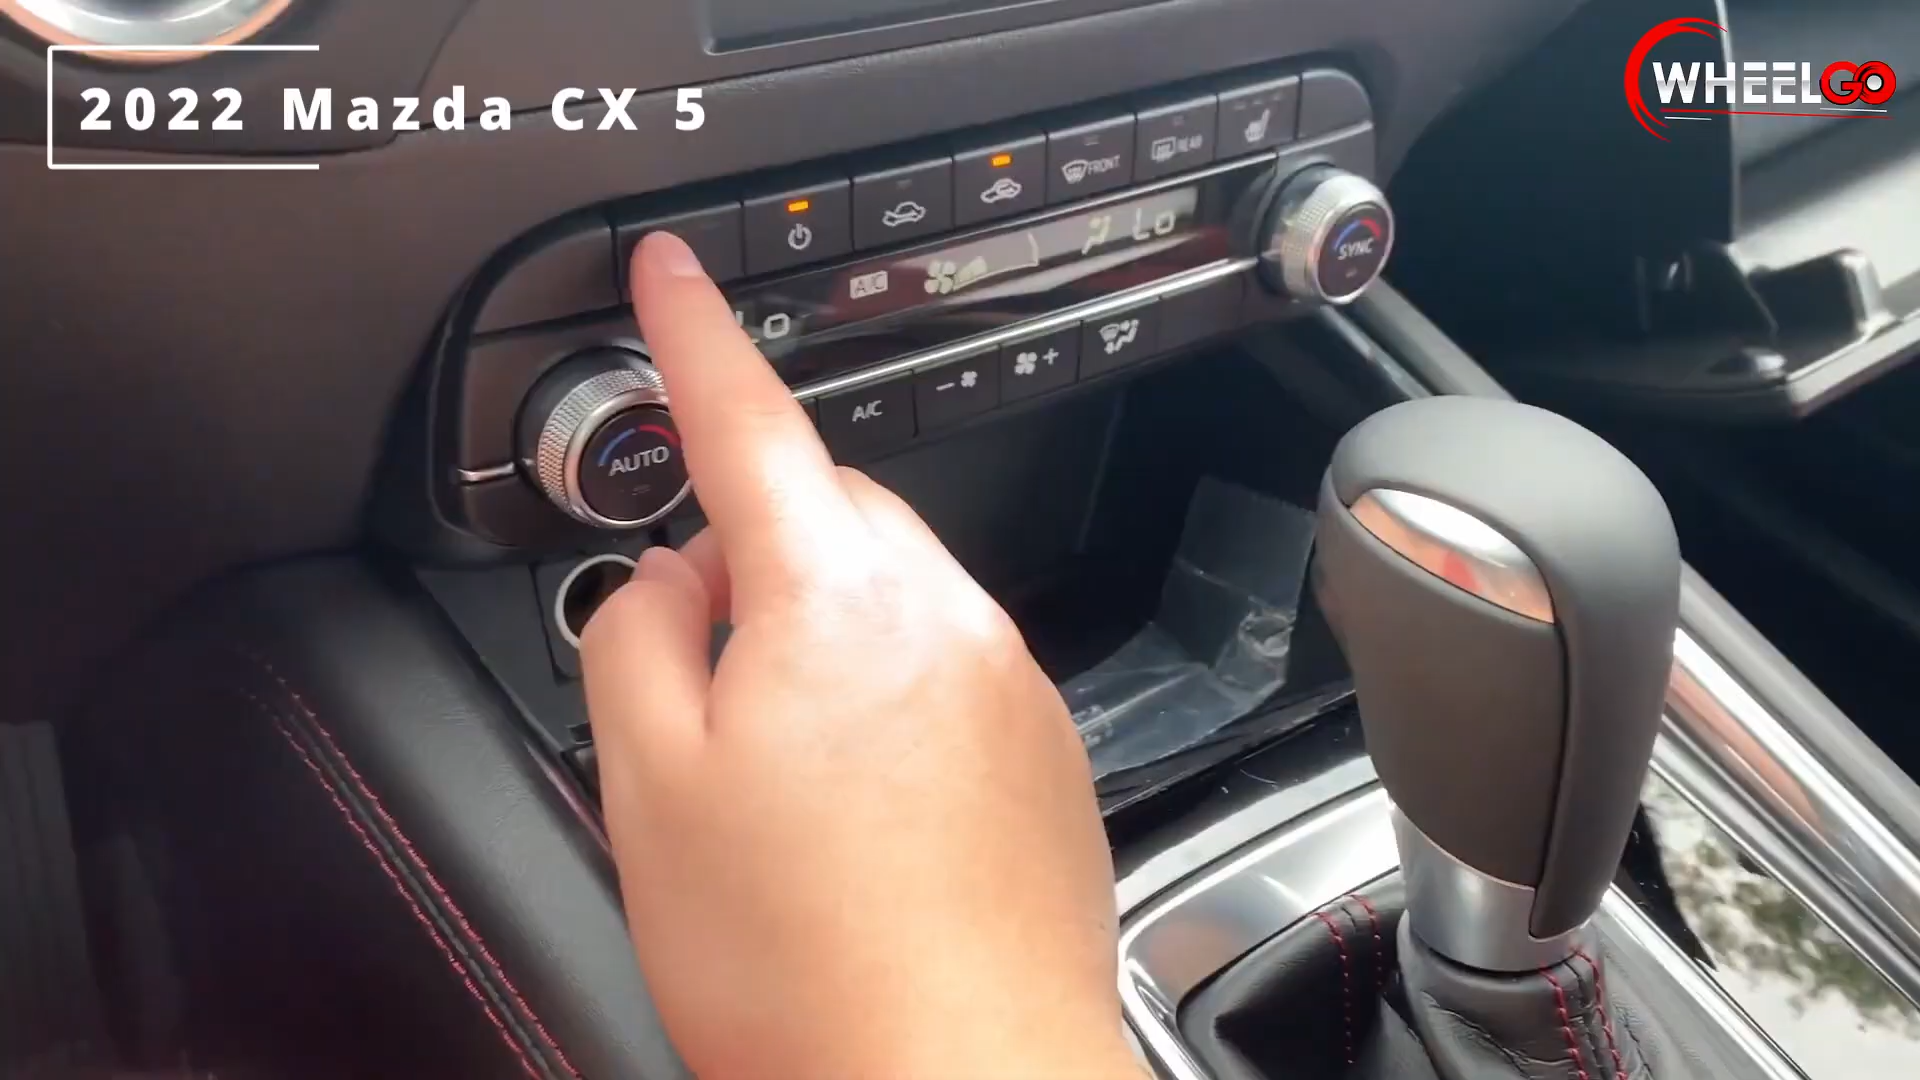 2022 Mazda CX 5
WHEELGO
FRONT
REAR
Lo
SYNC
A/C
Lo
A/C
AUTO